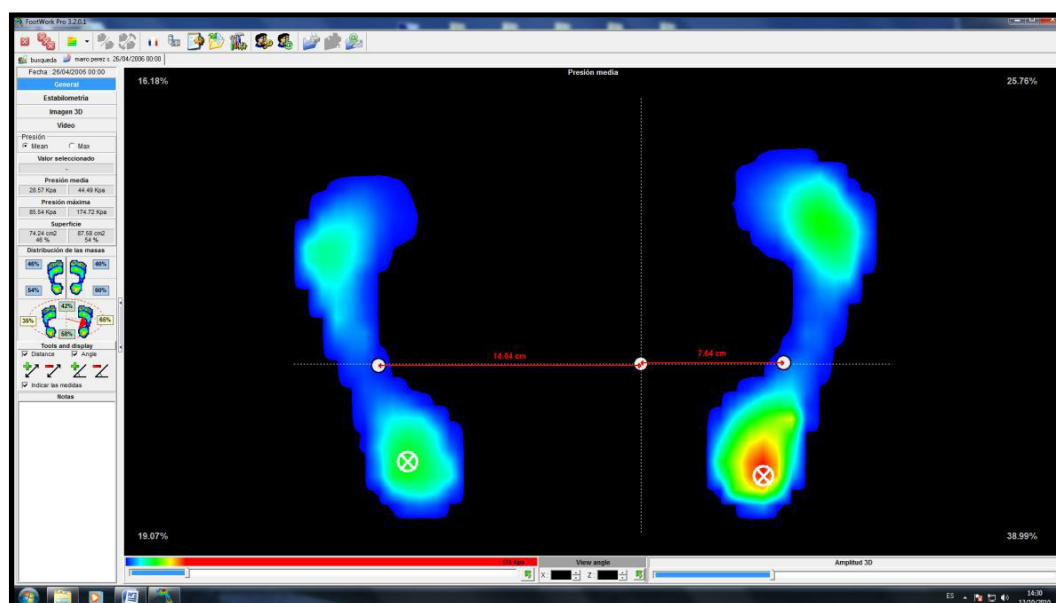 FootWork Pro 3.2.0.1
busqueda
mario perez s. 26/04/2006 00:00
Fecha : 26/04/2006 00:00
General
Estabilometría
Imagen 3D
Video
Presión
Mean Max
Valor seleccionado
-
Presión media
28.57 Kpa 44.49 Kpa
Presión máxima
85.54 Kpa 174.72 Kpa
Superficie
74.24 cm2 87.58 cm2
46 % 54 %
Distribución de las masas
46% 40%
54% 60%
42%
35% 65%
58%
Tools and display
Distance Angle
Indicar las medidas
Notas
Presión media
16.18% 25.76%
14.64 cm 7.64 cm
19.07% 38.99%
View angle
X: Z:
Amplitud 3D
ES
14:30